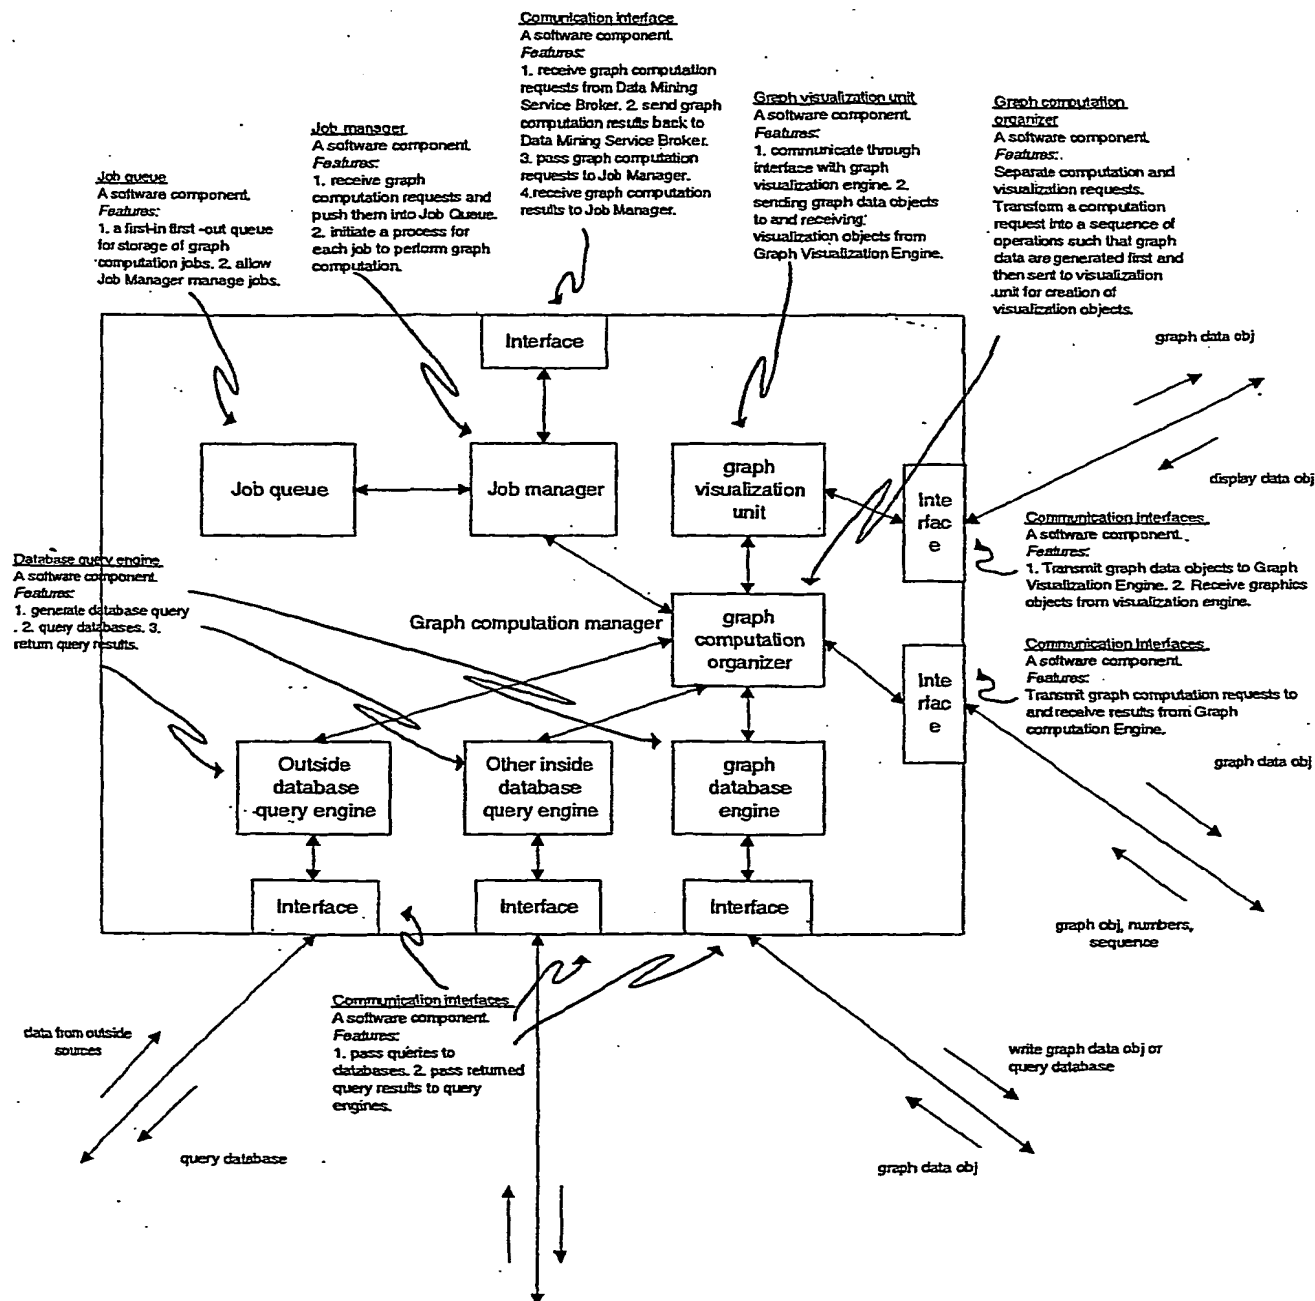 Comunication interface
A software component.
Features:
1. receive graph computation
requests from Data Mining
Service Broker. 2. send graph
computation results back to
Data Mining Service Broker.
3. pass graph computation
requests to Job Manager.
4.receive graph computation
results to Job Manager.
Graph visualization unit
A software component.
Features:
1. communicate through
interface with graph
visualization engine. 2.
sending graph data objects
to and receiving
visualization objects from
Graph Visualization Engine.
Graph computation
organizer
A software component.
Features:
Separate computation and
visualization requests.
Transform a computation
request into a sequence of
operations such that graph
data are generated first and
then sent to visualization
unit for creation of
visualization objects.
Job manager
A software component.
Features:
1. receive graph
computation requests and
push them into Job Queue.
2. initiate a process for
each job to perform graph
computation.
Job queue
A software component.
Features:
1. a first-in first -out queue
for storage of graph
computation jobs. 2. allow
Job Manager manage jobs.
Interface
graph data obj
Job queue
Job manager
graph
visualization
unit
Inte
rfac
e
display data obj
Communication interfaces
A software component.
Features:
1. Transmit graph data objects to Graph
Visualization Engine. 2. Receive graphics
objects from visualization engine.
Database query engine
A software component.
Features:
1. generate database query
. 2. query databases. 3.
return query results.
Graph computation manager
graph
computation
organizer
Inte
rfac
e
Communication Interfaces
A software component.
Features:
Transmit graph computation requests to
and receive results from Graph
computation Engine.
graph data obj
Outside
database
query engine
Other inside
database
query engine
graph
database
engine
Interface
Interface
Interface
graph obj, numbers,
sequence
Communication interfaces
A software component.
Features:
1. pass queries to
databases. 2. pass returned
query results to query
engines.
data from outside
sources
query database
write graph data obj or
query database
graph data obj